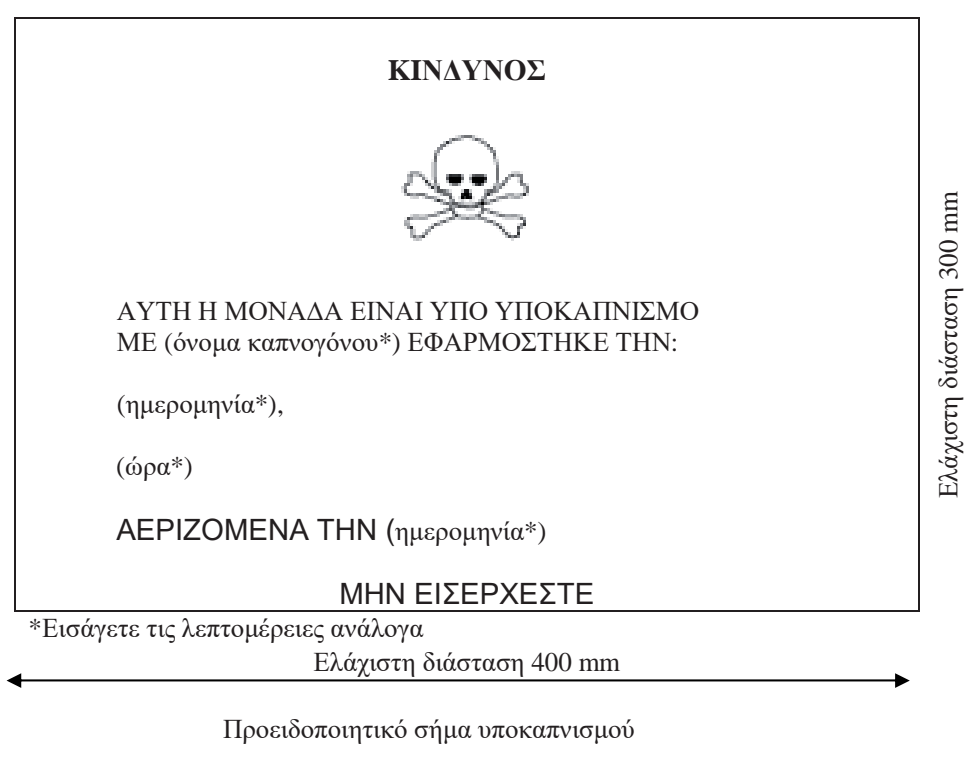 ΚΙΝΔΥΝΟΣ
ΑΥΤΗ Η ΜΟΝΑΔΑ ΕΙΝΑΙ ΥΠΟ ΥΠΟΚΑΠΝΙΣΜΟ
ΜΕ (όνομα καπνογόνου*) ΕΦΑΡΜΟΣΤΗΚΕ ΤΗΝ:
(ημερομηνία*),
(ώρα*)
ΑΕΡΙΖΟΜΕΝΑ ΤΗΝ (ημερομηνία*)
ΜΗΝ ΕΙΣΕΡΧΕΣΤΕ
Ελάχιστη διάσταση 300 mm
*Εισάγετε τις λεπτομέρειες ανάλογα
Ελάχιστη διάσταση 400 mm
Προειδοποιητικό σήμα υποκαπνισμού